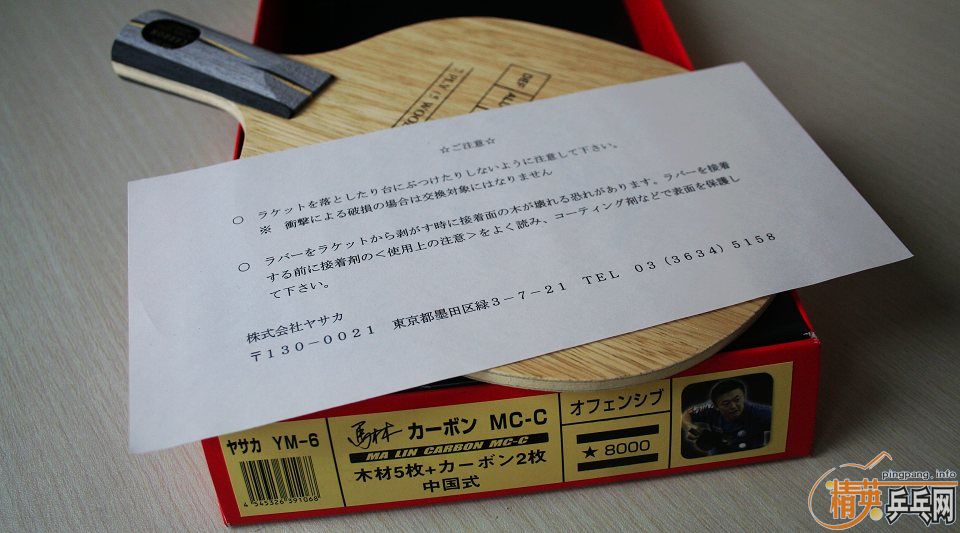 5 PLY
WOO
DEF
ALL
☆ご注意☆
○ ラケットを落としたり台にぶつけたりしないように注意して下さい。
※ 衝撃による破損の場合は交換対象にはなりません
○ ラバーをラケットから剥がす時に接着面の木が壊れる恐れがあります。ラバーを接着
する前に接着剤の<使用上の注意>をよく読み、コーティング剤などで表面を保護し
て下さい。
株式会社ヤサカ
〒130-0021 東京都墨田区緑3-7-21 TEL 03(3634)5158
ヤサカ YM-6
4 545326 391068
馬林 カーボン MC-C
MA LIN CARBON MC-C
木材5枚+カーボン2枚
中国式
オフェンシブ
★ 8000
pingpang.info
精英乒乓网